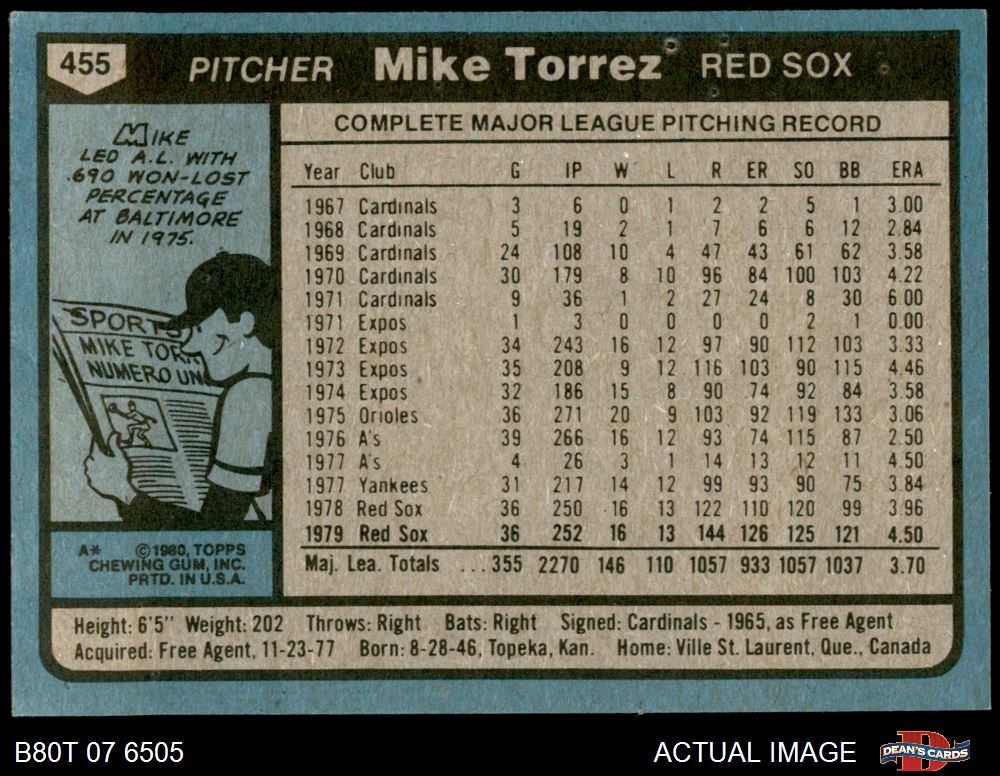 455 PITCHER Mike Torrez RED SOX
MIKE
LED A.L. WITH
.690 WON-LOST
PERCENTAGE
AT BALTIMORE
IN 1975.
SPORTS
MIKE TORR
NUMERO UN
A* ©1980, TOPPS
CHEWING GUM, INC.
PRTD. IN U.S.A.
COMPLETE MAJOR LEAGUE PITCHING RECORD
Year Club G IP W L R ER SO BB ERA
1967 Cardinals 3 6 0 1 2 2 5 1 3.00
1968 Cardinals 5 19 2 1 7 6 6 12 2.84
1969 Cardinals 24 108 10 4 47 43 61 62 3.58
1970 Cardinals 30 179 8 10 96 84 100 103 4.22
1971 Cardinals 9 36 1 2 27 24 8 30 6.00
1971 Expos 1 3 0 0 0 0 2 1 0.00
1972 Expos 34 243 16 12 97 90 112 103 3.33
1973 Expos 35 208 9 12 116 103 90 115 4.46
1974 Expos 32 186 15 8 90 74 92 84 3.58
1975 Orioles 36 271 20 9 103 92 119 133 3.06
1976 A's 39 266 16 12 93 74 115 87 2.50
1977 A's 4 26 3 1 14 13 12 11 4.50
1977 Yankees 31 217 14 12 99 93 90 75 3.84
1978 Red Sox 36 250 16 13 122 110 120 99 3.96
1979 Red Sox 36 252 16 13 144 126 125 121 4.50
Maj. Lea. Totals ...355 2270 146 110 1057 933 1057 1037 3.70
Height: 6'5" Weight: 202 Throws: Right Bats: Right Signed: Cardinals - 1965, as Free Agent
Acquired: Free Agent, 11-23-77 Born: 8-28-46, Topeka, Kan. Home: Ville St. Laurent, Que., Canada
B80T 07 6505 ACTUAL IMAGE DEAN'S CARDS